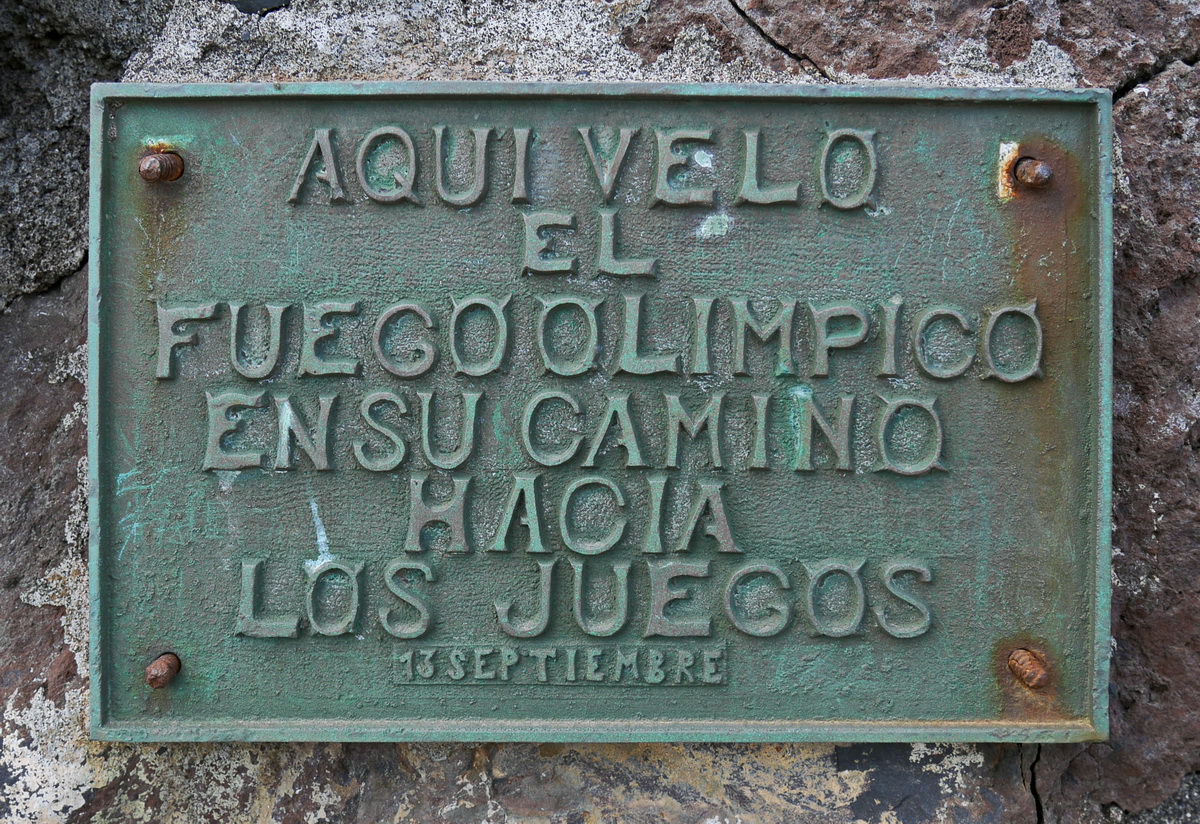 AQUI VELO
EL
FUEGO OLIMPICO
EN SU CAMINO
HACIA
LOS JUEGOS
13 SEPTIEMBRE